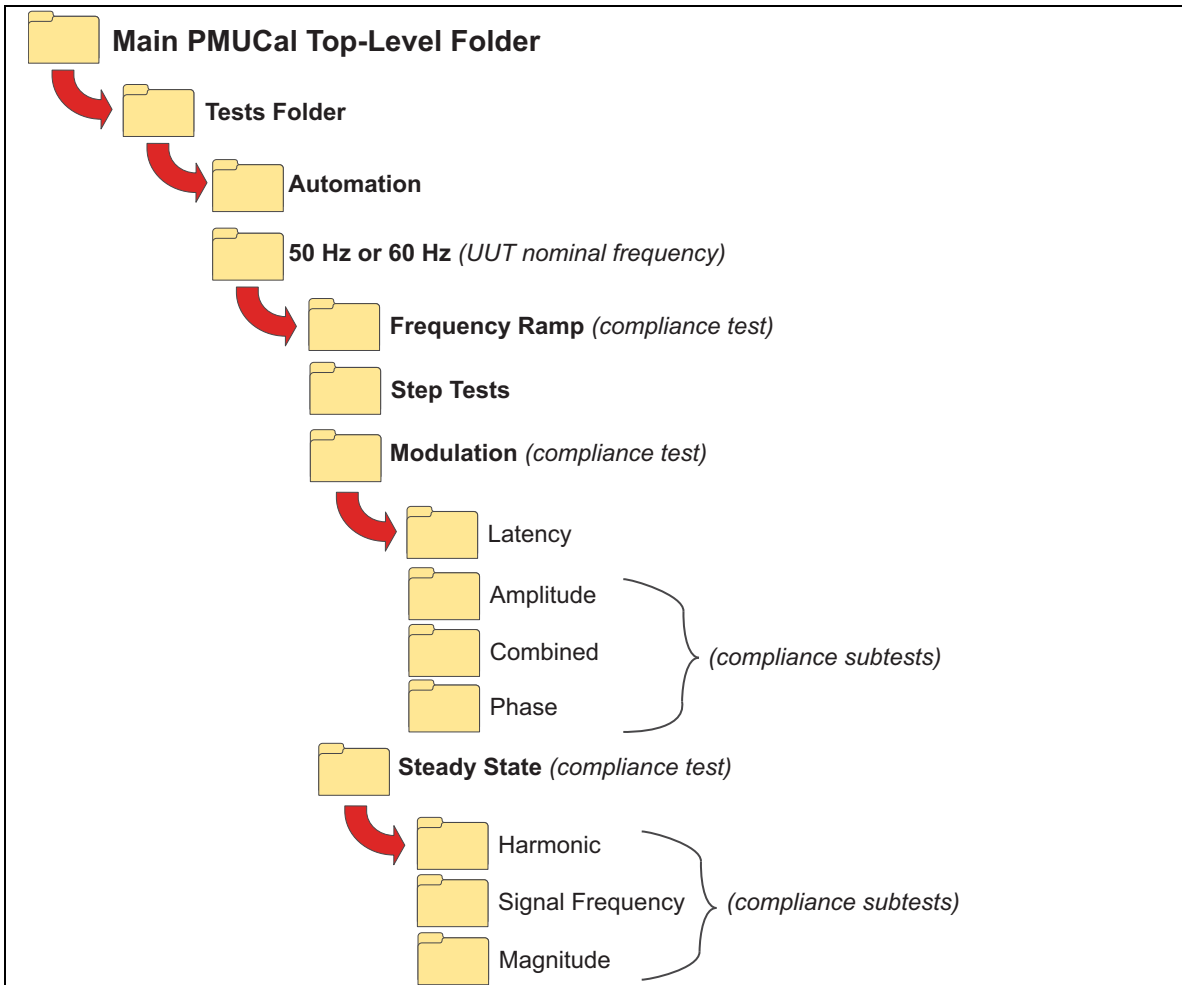 Main PMUCal Top-Level Folder
Tests Folder
Automation
50 Hz or 60 Hz (UUT nominal frequency)
Frequency Ramp (compliance test)
Step Tests
Modulation (compliance test)
Latency
Amplitude
Combined
(compliance subtests)
Phase
Steady State (compliance test)
Harmonic
Signal Frequency
(compliance subtests)
Magnitude